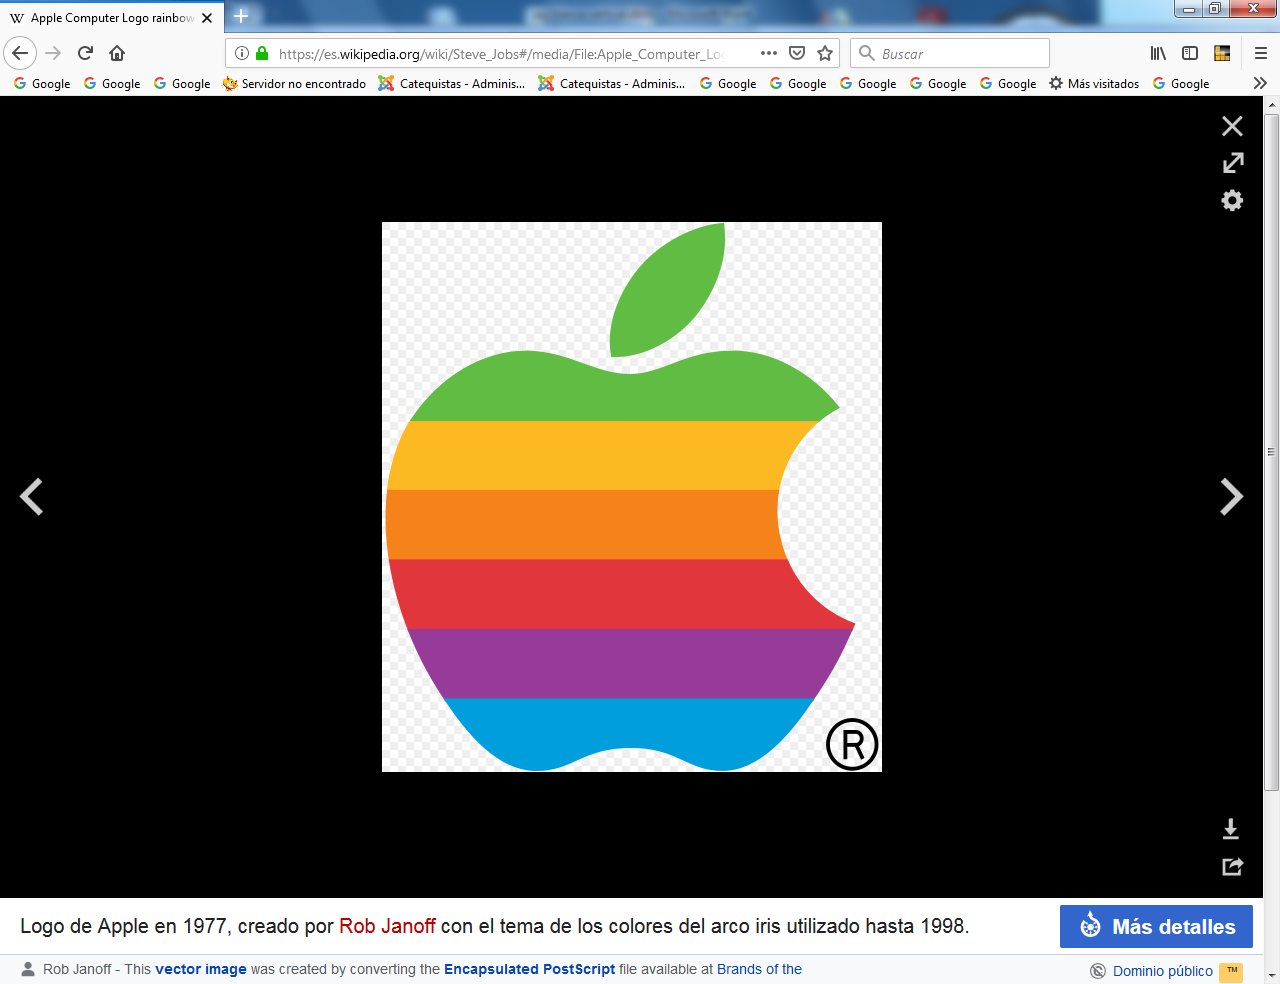 Apple Computer Logo rainbow
https://es.wikipedia.org/wiki/Steve_Jobs#/media/File:Apple_Computer_Lo
Buscar
Google Google Google Servidor no encontrado Catequistas - Adminis... Catequistas - Adminis... Google Google Google Google Google Más visitados Google
®
Logo de Apple en 1977, creado por Rob Janoff con el tema de los colores del arco iris utilizado hasta 1998.
Más detalles
Rob Janoff - This vector image was created by converting the Encapsulated PostScript file available at Brands of the
Dominio público ™